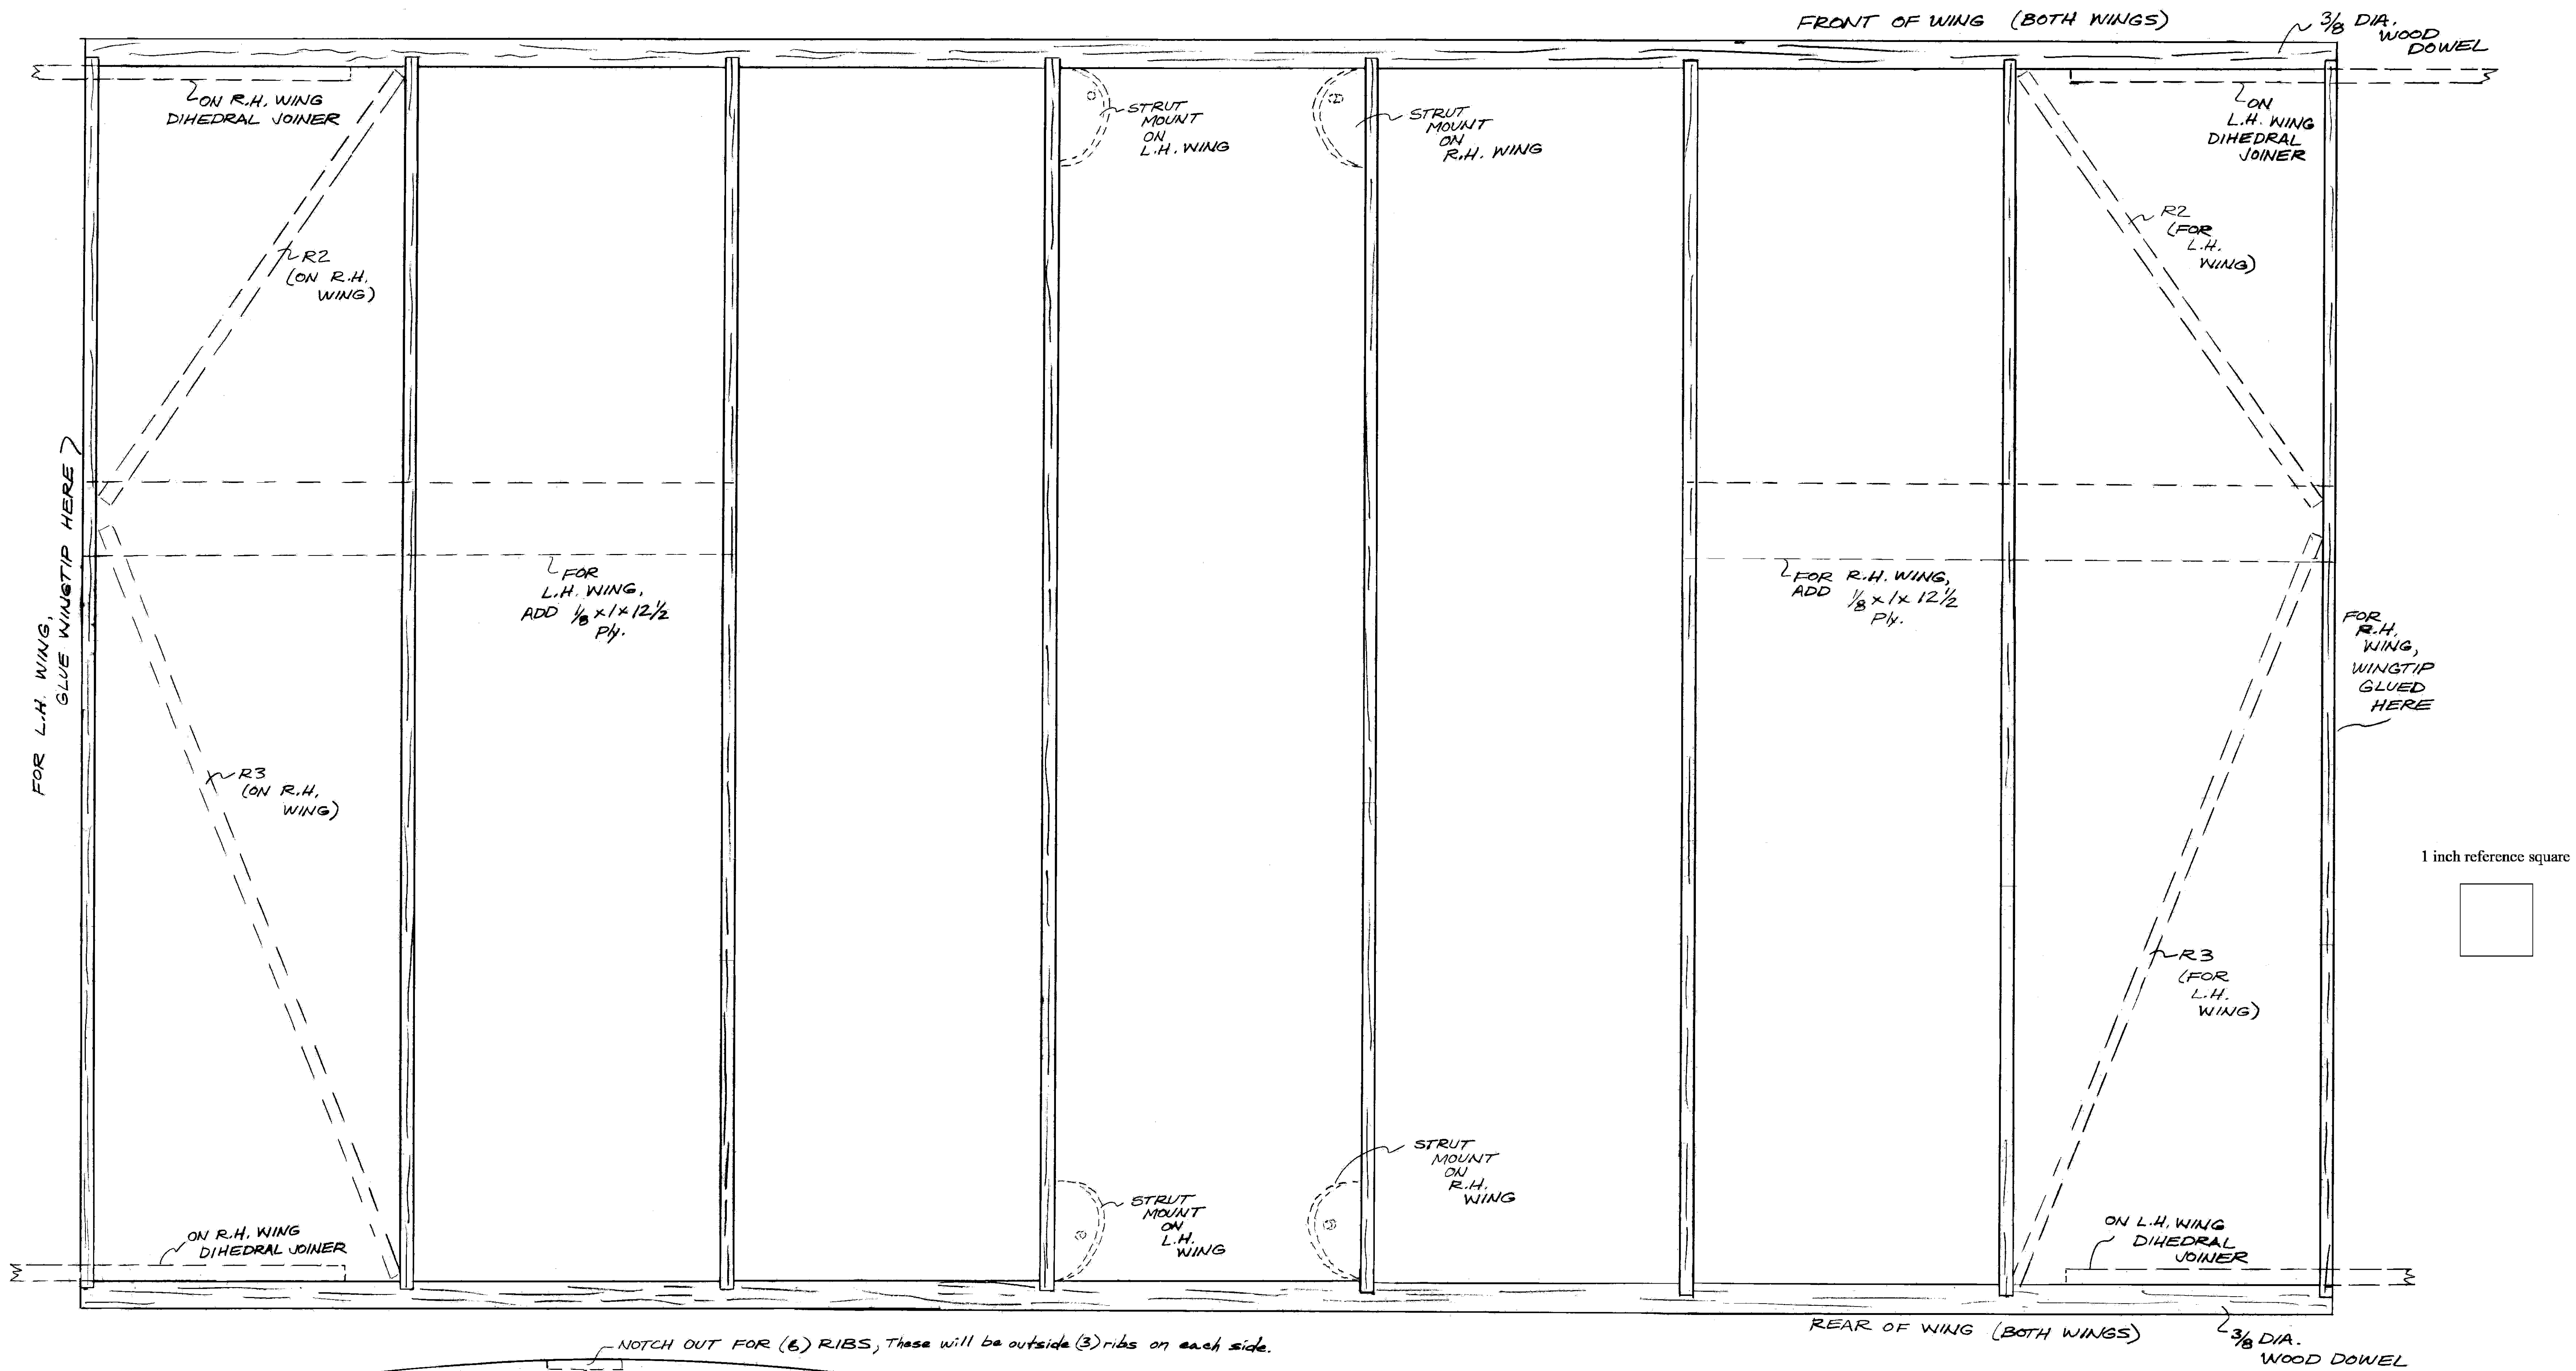 FRONT OF WING (BOTH WINGS)
3/8 DIA.
WOOD
DOWEL
ON R.H. WING
DIHEDRAL JOINER
STRUT
MOUNT
ON
L.H. WING
STRUT
MOUNT
ON
R.H. WING
ON
L.H. WING
DIHEDRAL
JOINER
R2
(ON R.H.
WING)
R2
(FOR
L.H.
WING)
FOR L.H. WING,
GLUE WINGTIP HERE)
FOR
L.H. WING,
ADD 1/8 x 1 x 12 1/2
Ply.
FOR R.H. WING,
ADD 1/8 x 1 x 12 1/2
Ply.
FOR
R.H.
WING,
WINGTIP
GLUED
HERE
R3
(ON R.H.
WING)
1 inch reference square
R3
(FOR
L.H.
WING)
STRUT
MOUNT
ON
R.H.
WING
STRUT
MOUNT
ON
L.H.
WING
ON R.H. WING
DIHEDRAL JOINER
ON L.H. WING
DIHEDRAL
JOINER
REAR OF WING (BOTH WINGS)
3/8 DIA.
WOOD DOWEL
NOTCH OUT FOR (6) RIBS, These will be outside (3) ribs on each side.